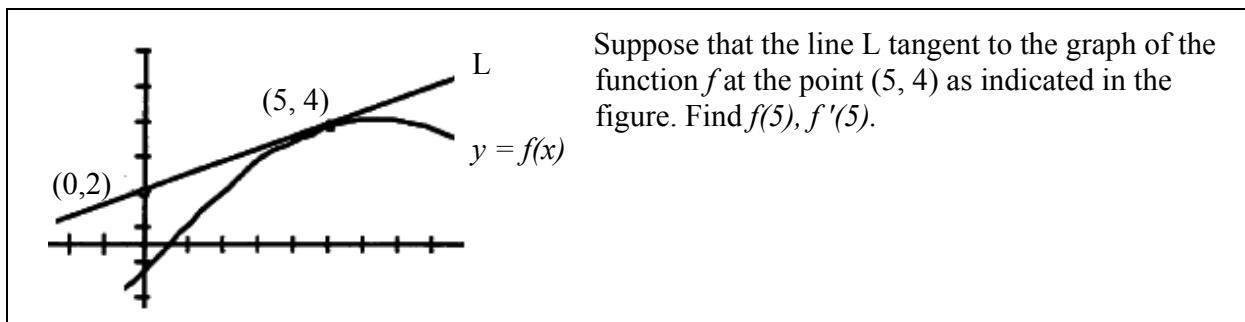 L
(5, 4)
y = f(x)
(0,2)
Suppose that the line L tangent to the graph of the
function f at the point (5, 4) as indicated in the
figure. Find f(5), f '(5).